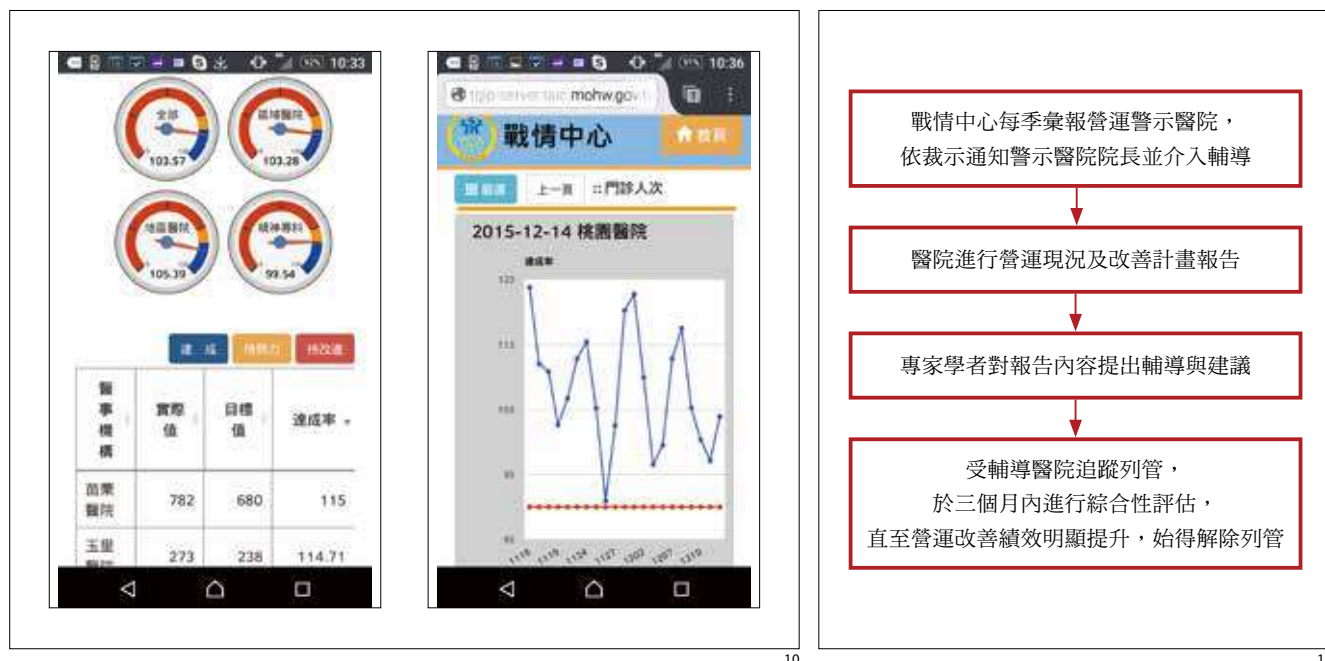 10:33
全部
103.57
區域醫院
103.28
地區醫院
105.39
精神專科
99.54
達 成
待努力
待改進
醫事機構
實際值
目標值
達成率
苗栗醫院
782
680
115
玉里
273
238
114.71
10:36
mohw.gov.t
戰情中心
首頁
上一頁
::門診人次
2015-12-14 桃園醫院
達成率
10
戰情中心每季彙報營運警示醫院,
依裁示通知警示醫院院長並介入輔導
醫院進行營運現況及改善計畫報告
專家學者對報告內容提出輔導與建議
受輔導醫院追蹤列管,
於三個月內進行綜合性評估,
直至營運改善績效明顯提升,始得解除列管